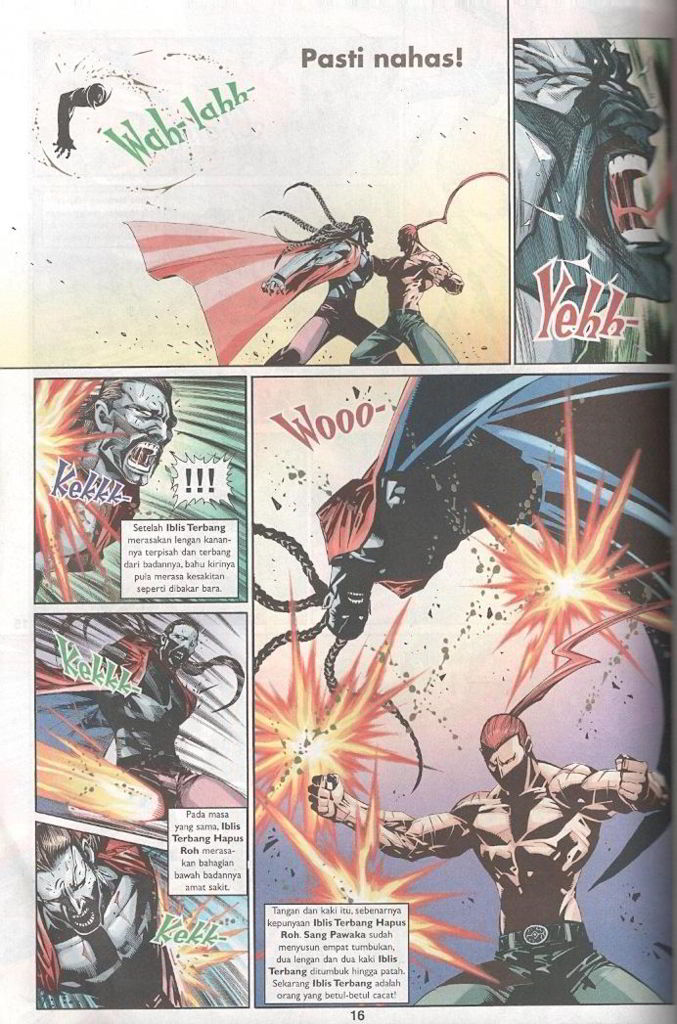 Pasti nahas!
Wah-lahh-
Yehh-
Kekkk-
!!!
Setelah Iblis Terbang
merasakan lengan kanan-
nya terpisah dan terbang
dari badannya, bahu kirinya
pula merasa kesakitan
seperti dibakar bara.
Wooo-
Kekkk-
Pada masa
yang sama, Iblis
Terbang Hapus
Roh merasa-
kan bahagian
bawah badannya
amat sakit.
Kekk-
Tangan dan kaki itu, sebenarnya
kepunyaan Iblis Terbang Hapus
Roh. Sang Pawaka sudah
menyusun empat tumbukan,
dua lengan dan dua kaki Iblis
Terbang ditumbuk hingga patah.
Sekarang Iblis Terbang adalah
orang yang betul-betul cacat!
16